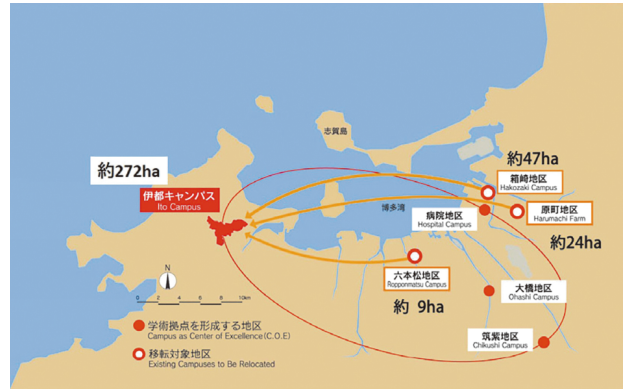 志賀島
約47ha
箱崎地区
Hakozaki Campus
約272ha
伊都キャンパス
Ito Campus
博多湾
病院地区
Hospital Campus
原町地区
Harumachi Farm
約24ha
六本松地区
Ropponmatsu Campus
約 9ha
大橋地区
Ohashi Campus
筑紫地区
Chikushi Campus
N
0 2 4 6 8 10km
学術拠点を形成する地区
Campus as Center of Excellence(C.O.E)
移転対象地区
Existing Campuses to Be Relocated